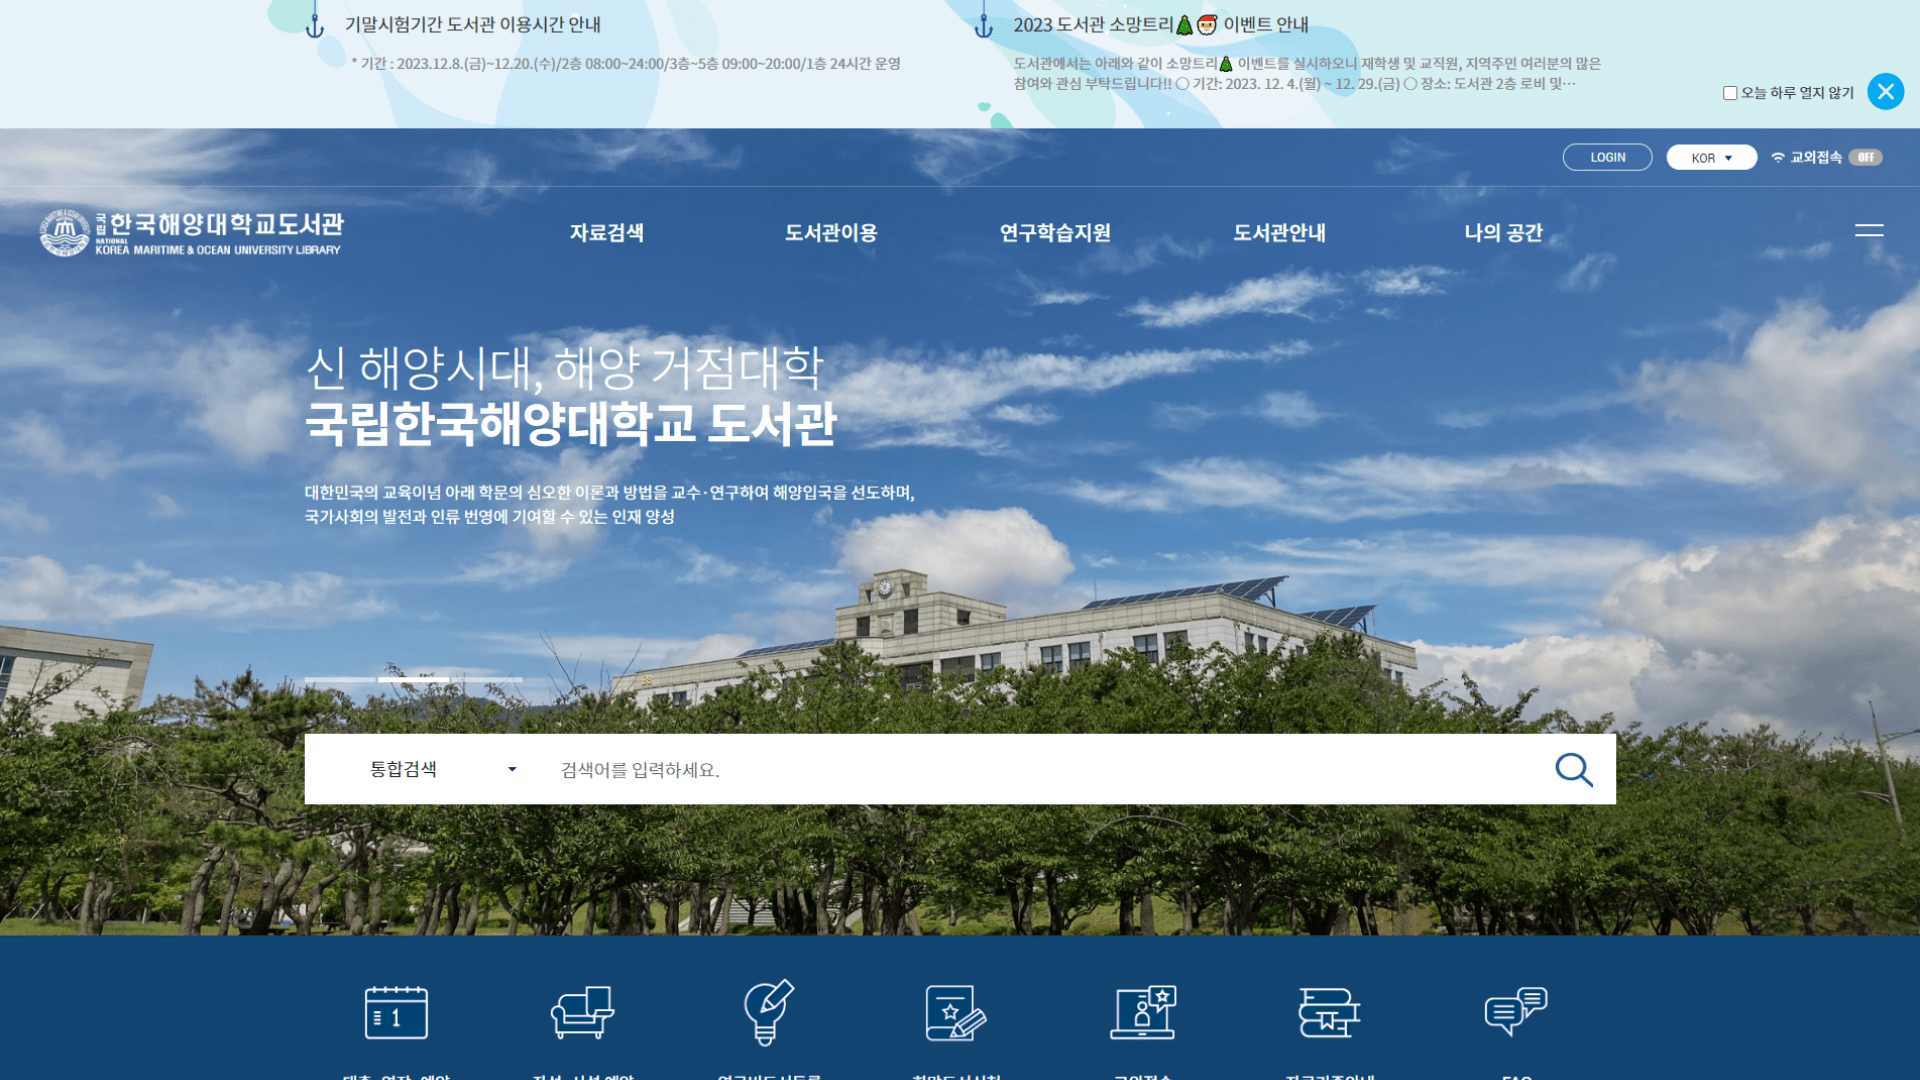 기말시험기간 도서관 이용시간 안내
* 기간 : 2023.12.8.(금)~12.20.(수)/2층 08:00~24:00/3층~5층 09:00~20:00/1층 24시간 운영
2023 도서관 소망트리🎄🎅 이벤트 안내
도서관에서는 아래와 같이 소망트리🎄 이벤트를 실시하오니 재학생 및 교직원, 지역주민 여러분의 많은
참여와 관심 부탁드립니다!! ○ 기간: 2023. 12. 4.(월) ~ 12. 29.(금) ○ 장소: 도서관 2층 로비 및…
오늘 하루 열지 않기
LOGIN
KOR
교외접속 OFF
국립 한국해양대학교도서관
NATIONAL
KOREA MARITIME & OCEAN UNIVERSITY LIBRARY
자료검색
도서관이용
연구학습지원
도서관안내
나의 공간
신 해양시대, 해양 거점대학
국립한국해양대학교 도서관
대한민국의 교육이념 아래 학문의 심오한 이론과 방법을 교수·연구하여 해양입국을 선도하며,
국가사회의 발전과 인류 번영에 기여할 수 있는 인재 양성
통합검색
검색어를 입력하세요.
1
FAQ